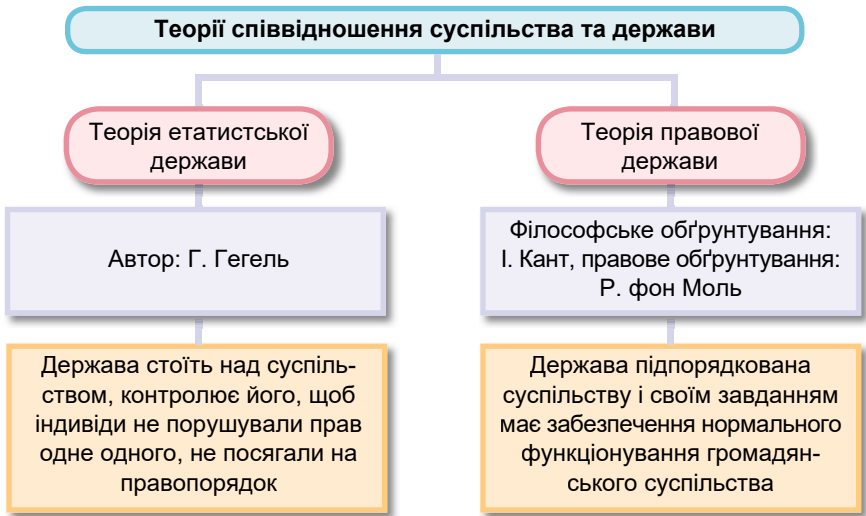 Теорії співвідношення суспільства та держави
Теорія етатистської
держави
Автор: Г. Гегель
Держава стоїть над суспіль-
ством, контролює його, щоб
індивіди не порушували прав
одне одного, не посягали на
правопорядок
Теорія правової
держави
Філософське обґрунтування:
І. Кант, правове обґрунтування:
Р. фон Моль
Держава підпорядкована
суспільству і своїм завданням
має забезпечення нормального
функціонування громадян-
ського суспільства